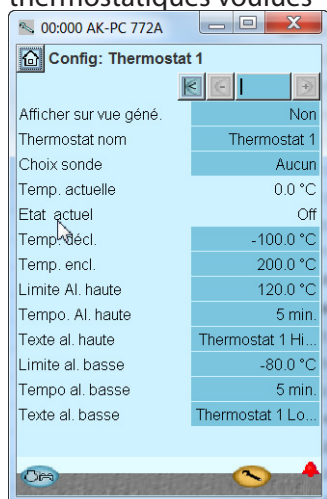 thermostatiques voulues
00:000 AK-PC 772A
Config: Thermostat 1
Afficher sur vue géné. Non
Thermostat nom Thermostat 1
Choix sonde Aucun
Temp. actuelle 0.0 °C
Etat actuel Off
Temp. décl. -100.0 °C
Temp. encl. 200.0 °C
Limite Al. haute 120.0 °C
Tempo. Al. haute 5 min.
Texte al. haute Thermostat 1 Hi...
Limite al. basse -80.0 °C
Tempo al. basse 5 min.
Texte al. basse Thermostat 1 Lo...